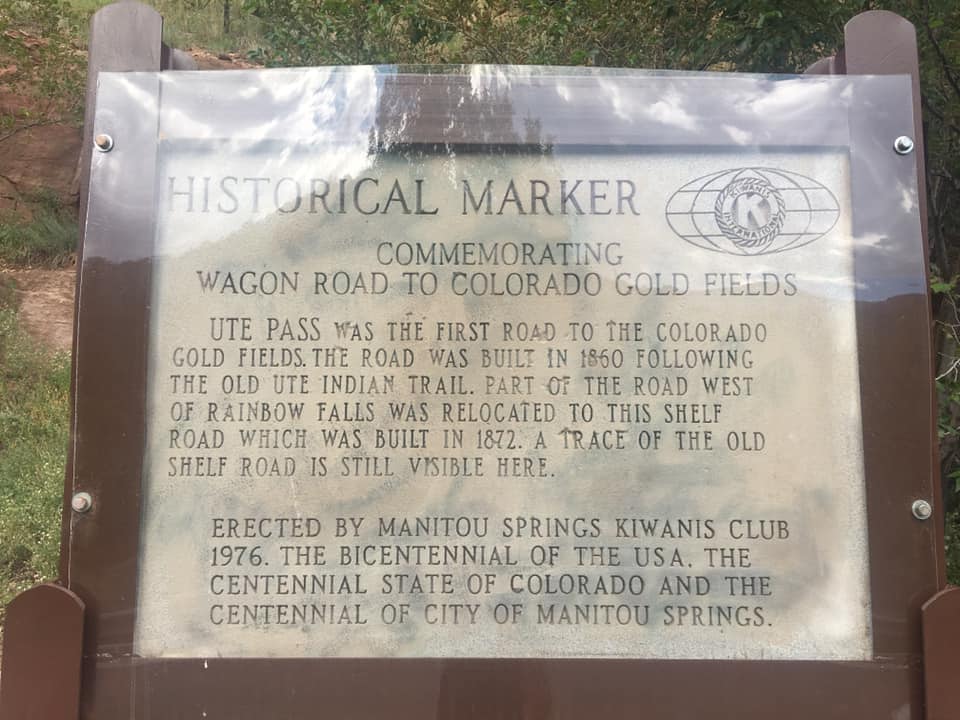 HISTORICAL MARKER
KIWANIS
K
INTERNATIONAL
COMMEMORATING
WAGON ROAD TO COLORADO GOLD FIELDS
UTE PASS WAS THE FIRST ROAD TO THE COLORADO
GOLD FIELDS. THE ROAD WAS BUILT IN 1860 FOLLOWING
THE OLD UTE INDIAN TRAIL. PART OF THE ROAD WEST
OF RAINBOW FALLS WAS RELOCATED TO THIS SHELF
ROAD WHICH WAS BUILT IN 1872. A TRACE OF THE OLD
SHELF ROAD IS STILL VISIBLE HERE.
ERECTED BY MANITOU SPRINGS KIWANIS CLUB
1976. THE BICENTENNIAL OF THE USA. THE
CENTENNIAL STATE OF COLORADO AND THE
CENTENNIAL OF CITY OF MANITOU SPRINGS.